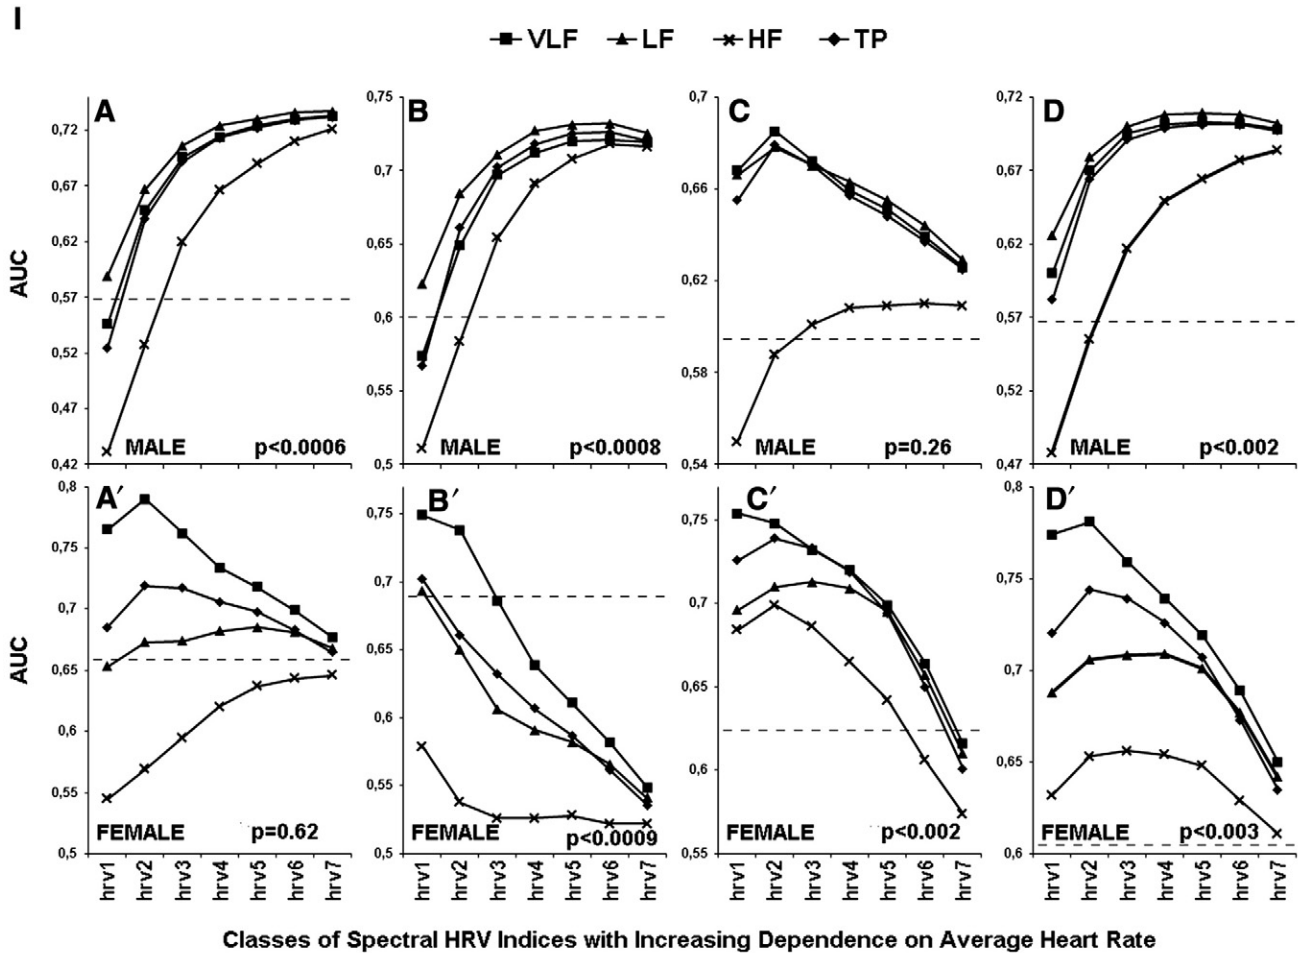 I
VLF LF HF TP
A B C D
0,72
0,67
0,62
0,57
0,52
0,47
0,42
AUC
MALE p<0.0006
0,75
0,7
0,65
0,6
0,55
0,5
MALE p<0.0008
0,7
0,66
0,62
0,58
0,54
MALE p=0.26
0,72
0,67
0,62
0,57
0,52
0,47
MALE p<0.002
A′ B′ C′ D′
0,8
0,75
0,7
0,65
0,6
0,55
0,5
AUC
FEMALE p=0.62
0,75
0,7
0,65
0,6
0,55
0,5
FEMALE p<0.0009
0,75
0,7
0,65
0,6
0,55
FEMALE p<0.002
0,8
0,75
0,7
0,65
0,6
FEMALE p<0.003
hrv1 hrv2 hrv3 hrv4 hrv5 hrv6 hrv7 hrv1 hrv2 hrv3 hrv4 hrv5 hrv6 hrv7 hrv1 hrv2 hrv3 hrv4 hrv5 hrv6 hrv7 hrv1 hrv2 hrv3 hrv4 hrv5 hrv6 hrv7
Classes of Spectral HRV Indices with Increasing Dependence on Average Heart Rate